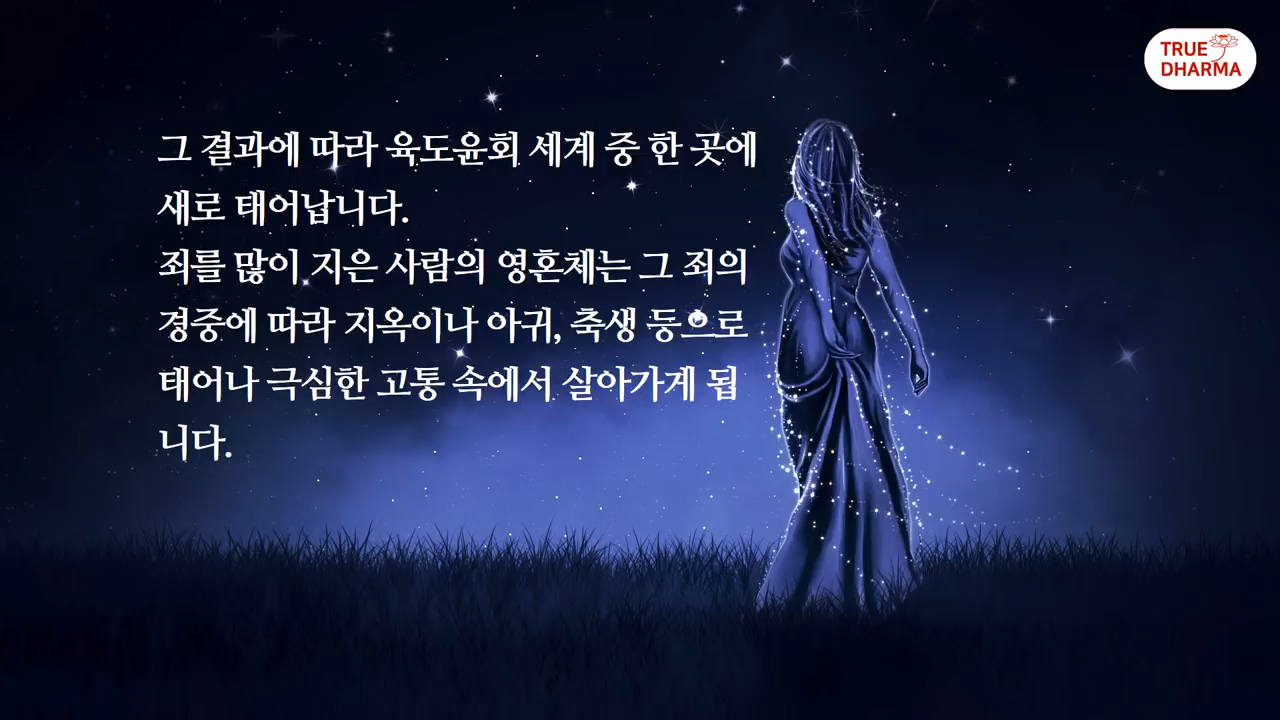 TRUE
DHARMA
그 결과에 따라 육도윤회 세계 중 한 곳에
새로 태어납니다.
죄를 많이 지은 사람의 영혼체는 그 죄의
경중에 따라 지옥이나 아귀, 축생 등으로
태어나 극심한 고통 속에서 살아가게 됩
니다.